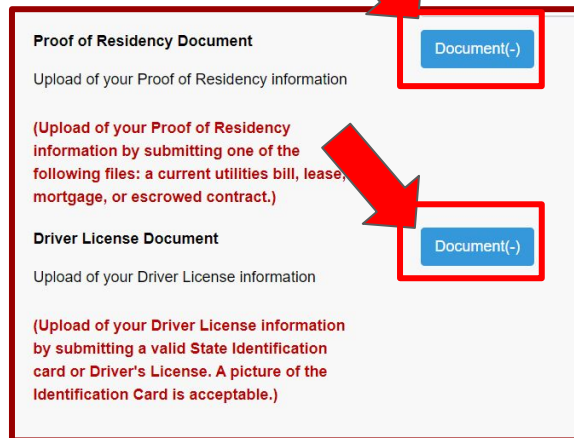 Proof of Residency Document
Document(-)
Upload of your Proof of Residency information
(Upload of your Proof of Residency
information by submitting one of the
following files: a current utilities bill, lease,
mortgage, or escrowed contract.)
Driver License Document
Document(-)
Upload of your Driver License information
(Upload of your Driver License information
by submitting a valid State Identification
card or Driver's License. A picture of the
Identification Card is acceptable.)